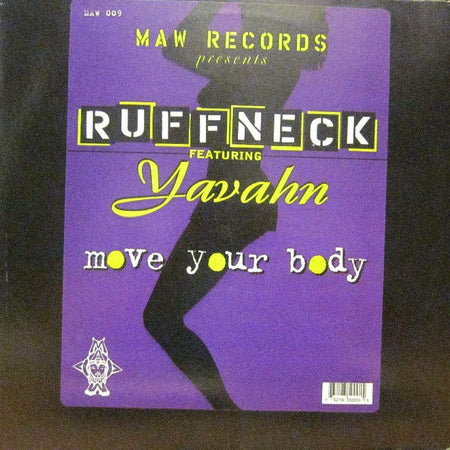 MAW 009
MAW RECORDS
presents
RUFFNECK
FEATURING
Yavahn
move your body